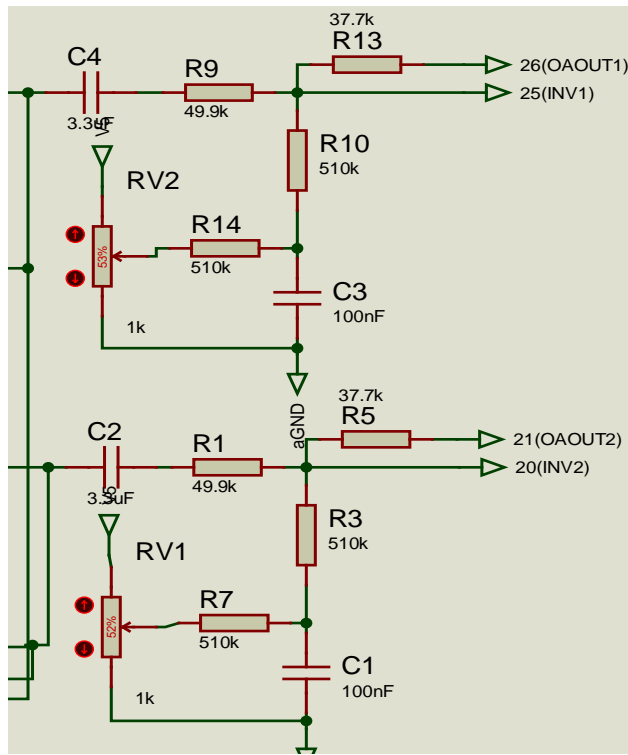 37.7k
C4
R13
26(OAOUT1)
R9
25(INV1)
3.3uF
49.9k
R10
510k
RV2
R14
53%
510k
C3
100nF
1k
37.7k
aGND
C2
R5
21(OAOUT2)
R1
20(INV2)
3.3uF
49.9k
R3
510k
RV1
R7
52%
510k
C1
100nF
1k